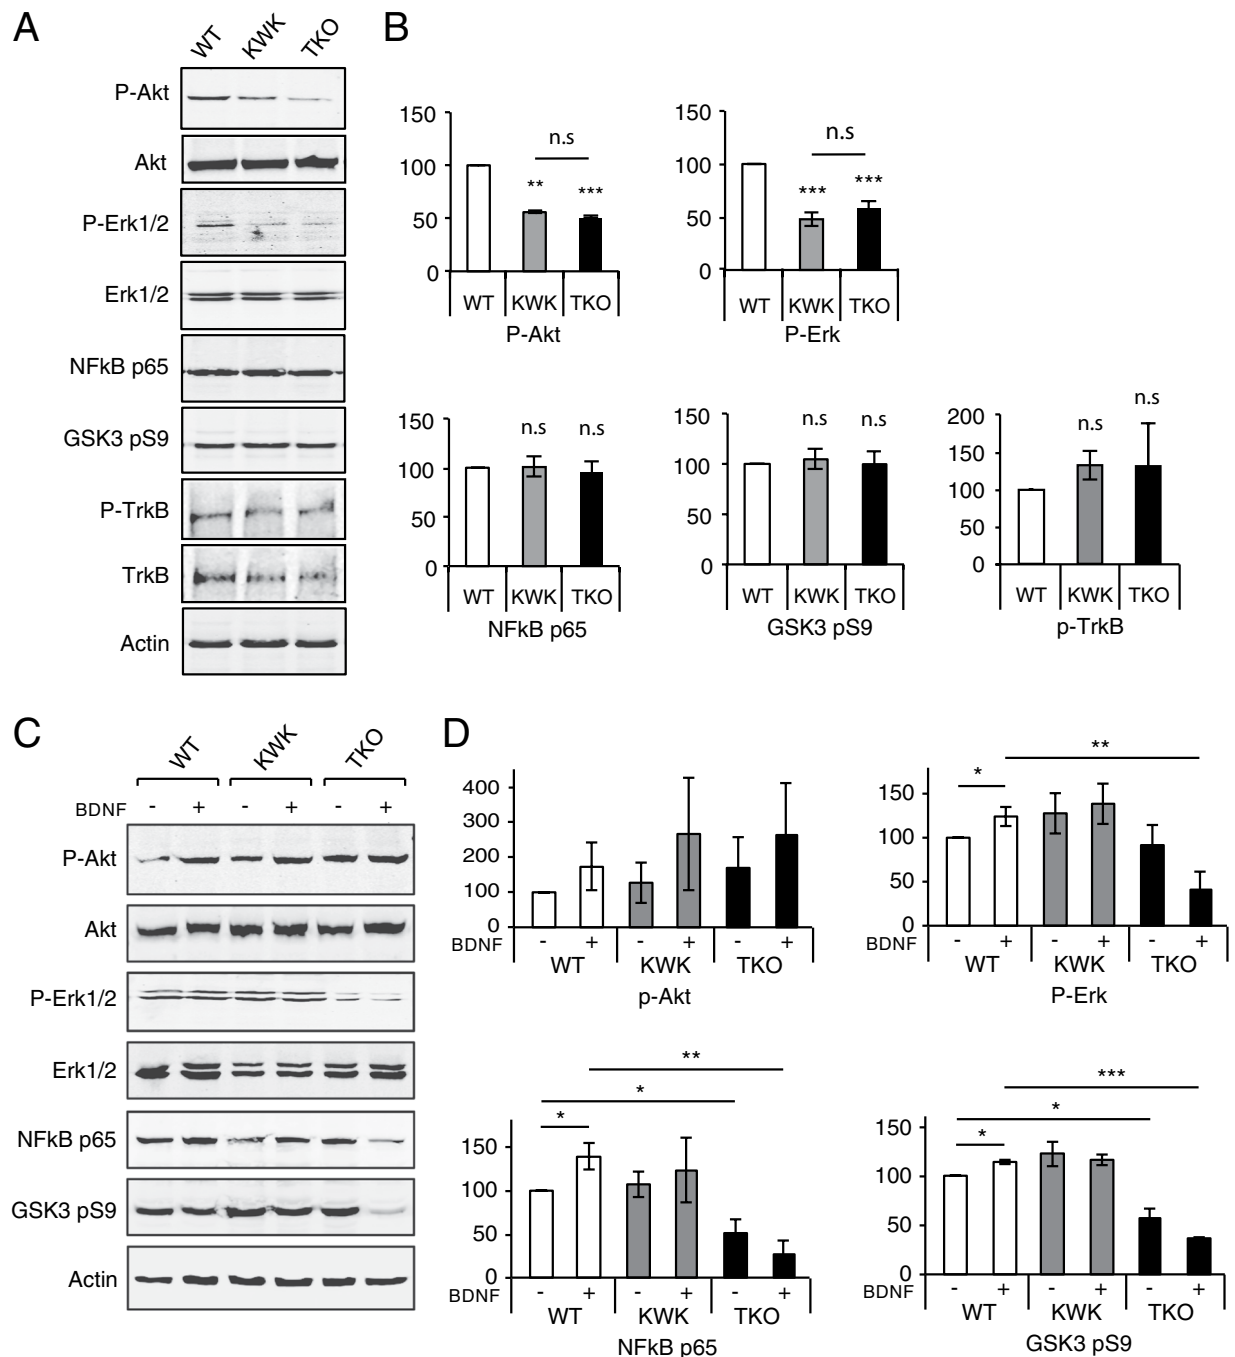 A
WT KWK TKO
P-Akt
Akt
P-Erk1/2
Erk1/2
NFkB p65
GSK3 pS9
P-TrkB
TrkB
Actin
B
150
100
50
0
n.s
** ***
WT KWK TKO
P-Akt
150
100
50
0
n.s
*** ***
WT KWK TKO
P-Erk
150
100
50
0
n.s n.s
WT KWK TKO
NFkB p65
150
100
50
0
n.s n.s
WT KWK TKO
GSK3 pS9
200
150
100
50
0
n.s n.s
WT KWK TKO
p-TrkB
C
WT KWK TKO
BDNF - + - + - +
P-Akt
Akt
P-Erk1/2
Erk1/2
NFkB p65
GSK3 pS9
Actin
D
400
300
200
100
0
BDNF - + - + - +
WT KWK TKO
p-Akt
**
*
150
100
50
0
BDNF - + - + - +
WT KWK TKO
P-Erk
**
*
*
150
100
50
0
BDNF - + - + - +
WT KWK TKO
NFkB p65
***
*
*
150
100
50
0
BDNF - + - + - +
WT KWK TKO
GSK3 pS9